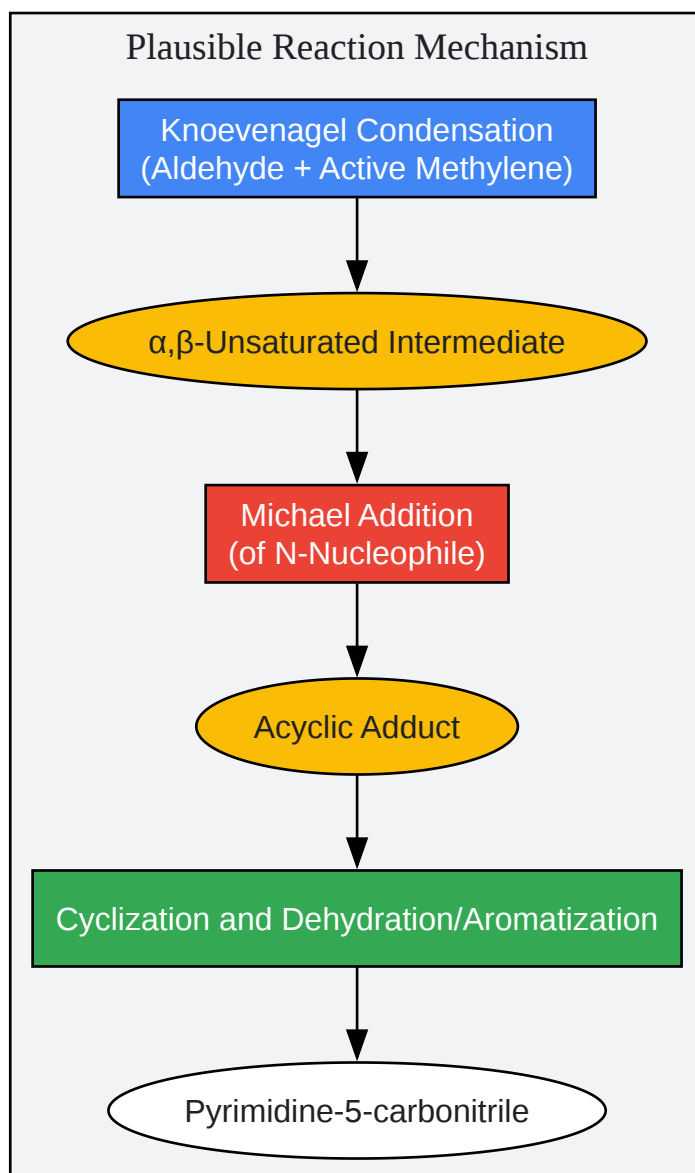 Plausible Reaction Mechanism
Knoevenagel Condensation
(Aldehyde + Active Methylene)
α,β-Unsaturated Intermediate
Michael Addition
(of N-Nucleophile)
Acyclic Adduct
Cyclization and Dehydration/Aromatization
Pyrimidine-5-carbonitrile